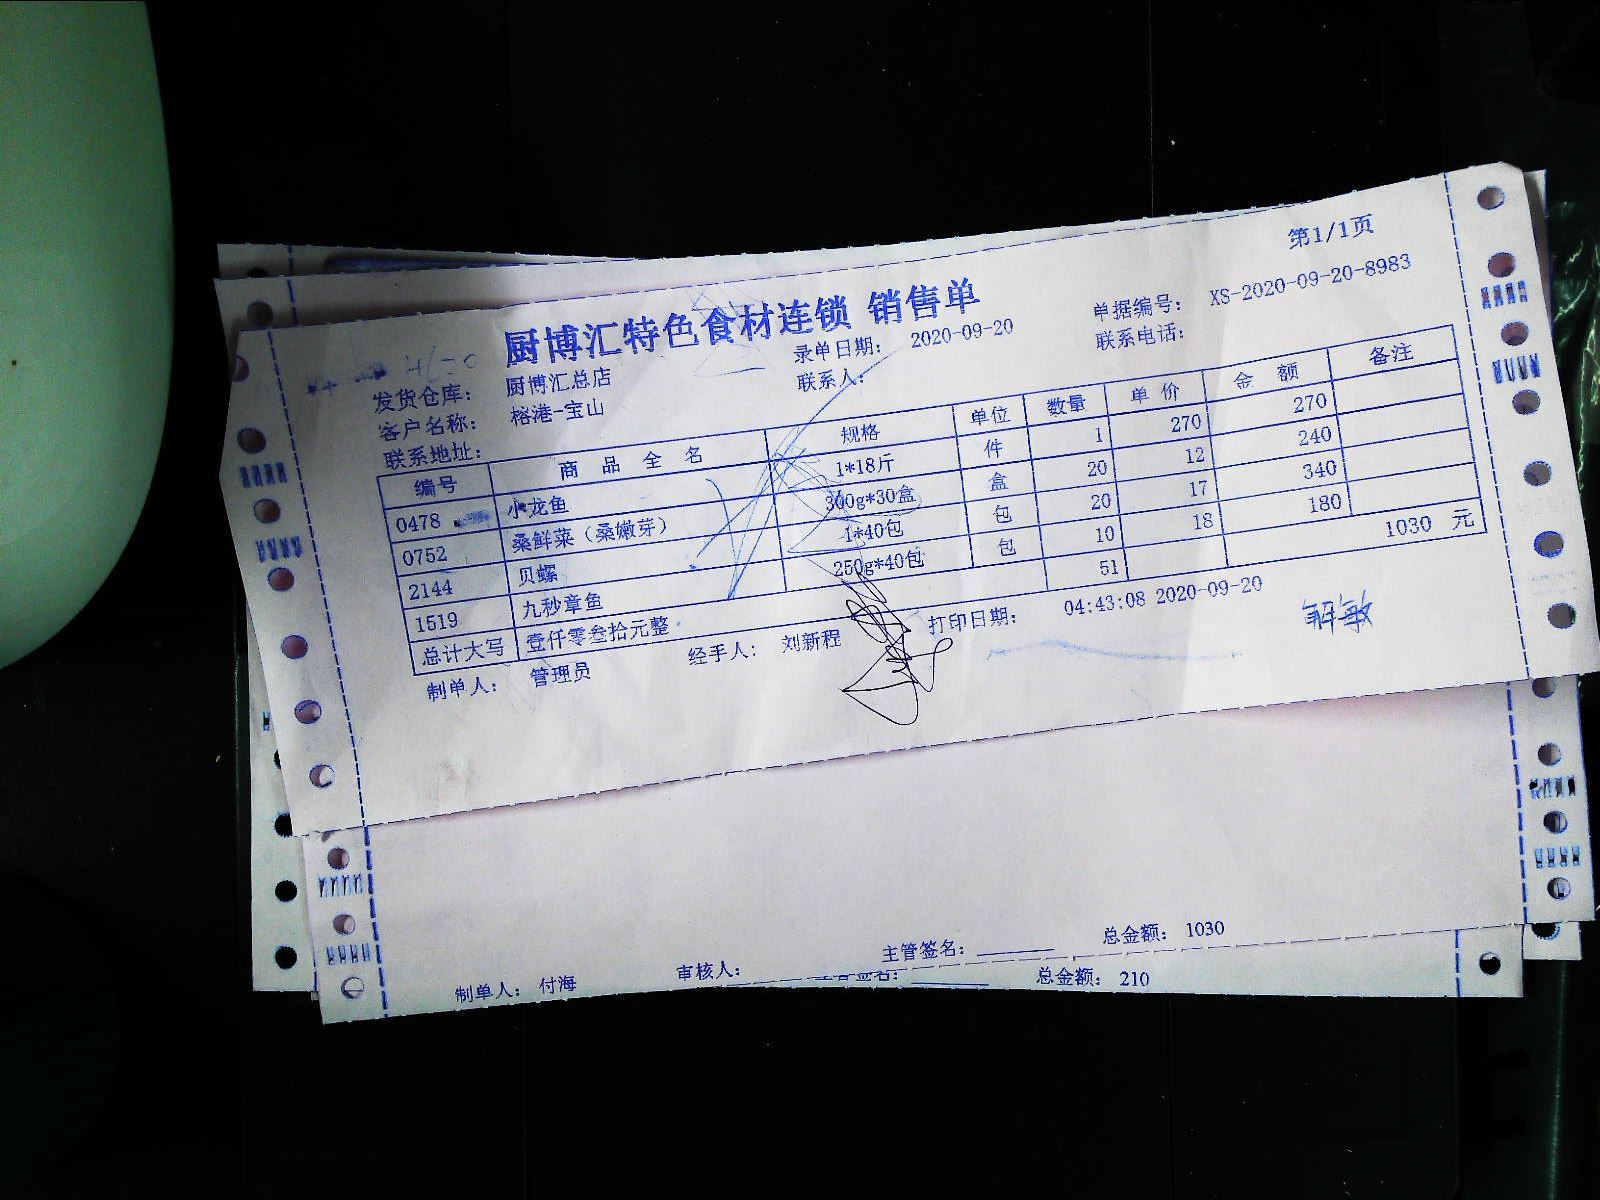 第1/1页
厨博汇特色食材连锁 销售单
单据编号： XS-2020-09-20-8983
发货仓库： 厨博汇总店 录单日期： 2020-09-20 联系电话：
客户名称： 榕港-宝山 联系人：
联系地址：
编号 商品全名 规格 单位 数量 单价 金额 备注
0478 小龙鱼 1*18斤 件 1 270 270
0752 桑鲜菜（桑嫩芽） 300g*30盒 盒 20 12 240
2144 贝螺 1*40包 包 20 17 340
1519 九秒章鱼 250g*40包 包 10 18 180
总计大写 壹仟零叁拾元整 51 1030 元
制单人： 管理员 经手人： 刘新程 打印日期： 04:43:08 2020-09-20
解敏
主管签名： 总金额： 1030
制单人： 付海 审核人： 主管签名： 总金额： 210